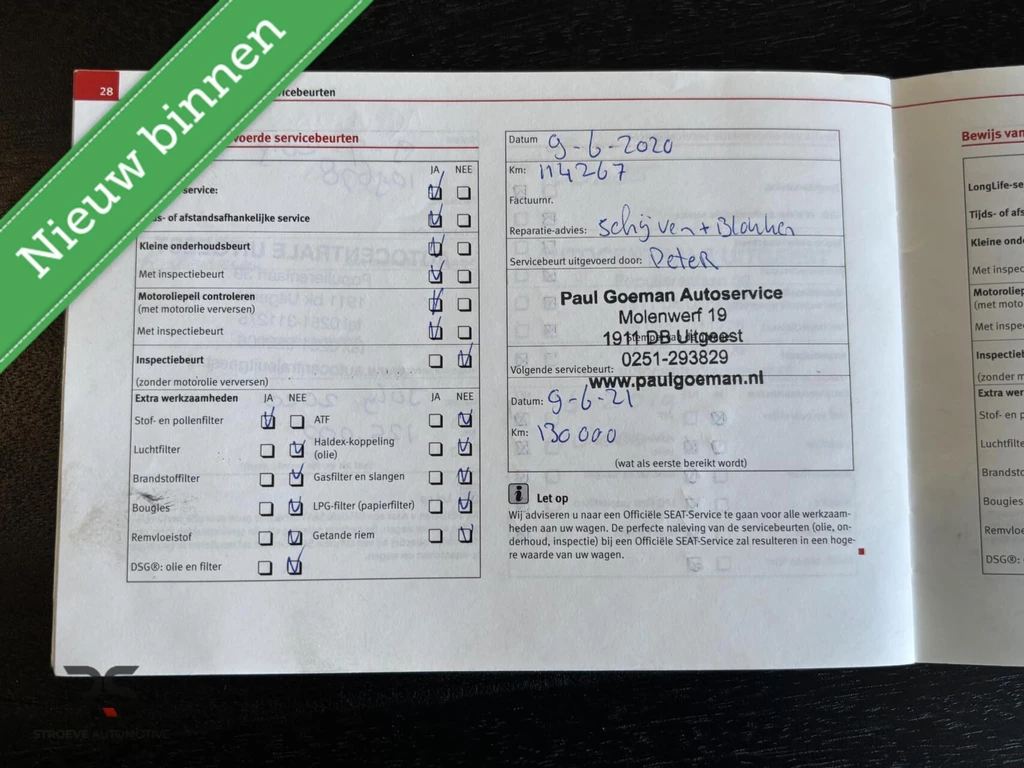 Nieuw binnen
28
icebeurten
voerde servicebeurten
JA NEE
service:
ds- of afstandsafhankelijke service
Kleine onderhoudsbeurt
Met inspectiebeurt
Motoroliepeil controleren
(met motorolie verversen)
Met inspectiebeurt
Inspectiebeurt
(zonder motorolie verversen)
Extra werkzaamheden JA NEE JA NEE
Stof- en pollenfilter ATF
Luchtfilter Haldex-koppeling
(olie)
Brandstoffilter Gasfilter en slangen
Bougies LPG-filter (papierfilter)
Remvloeistof Getande riem
DSG®: olie en filter
Datum 9-6-2020
Km: 114267
Factuurnr.
Reparatie-advies: Schijven + Blokken
Servicebeurt uitgevoerd door: Peter
Paul Goeman Autoservice
Molenwerf 19
1911 DB Uitgeest
0251-293829
Volgende servicebeurt:
www.paulgoeman.nl
Datum: 9-6-21
Km: 130 000
(wat als eerste bereikt wordt)
i Let op
Wij adviseren u naar een Officiële SEAT-Service te gaan voor alle werkzaam-
heden aan uw wagen. De perfecte naleving van de servicebeurten (olie, on-
derhoud, inspectie) bij een Officiële SEAT-Service zal resulteren in een hoge-
re waarde van uw wagen.
Bewijs van
LongLife-se
Tijds- of afs
Kleine onde
Met inspec
Motoroliep
(met motor
Met inspe
Inspectieb
(zonder m
Extra wer
Stof- en p
Luchtfilte
Brandsto
Bougies
Remvloe
DSG®:
STROEVE AUTOMOTIVE